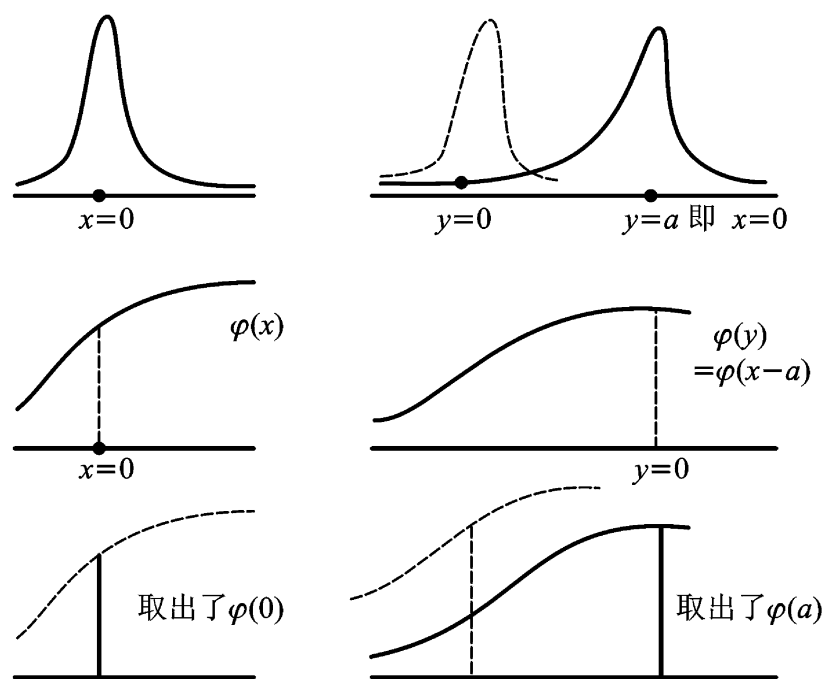 x=0
y=0
y=a 即 x=0
φ(x)
φ(y)
=φ(x−a)
x=0
y=0
取出了φ(0)
取出了φ(a)